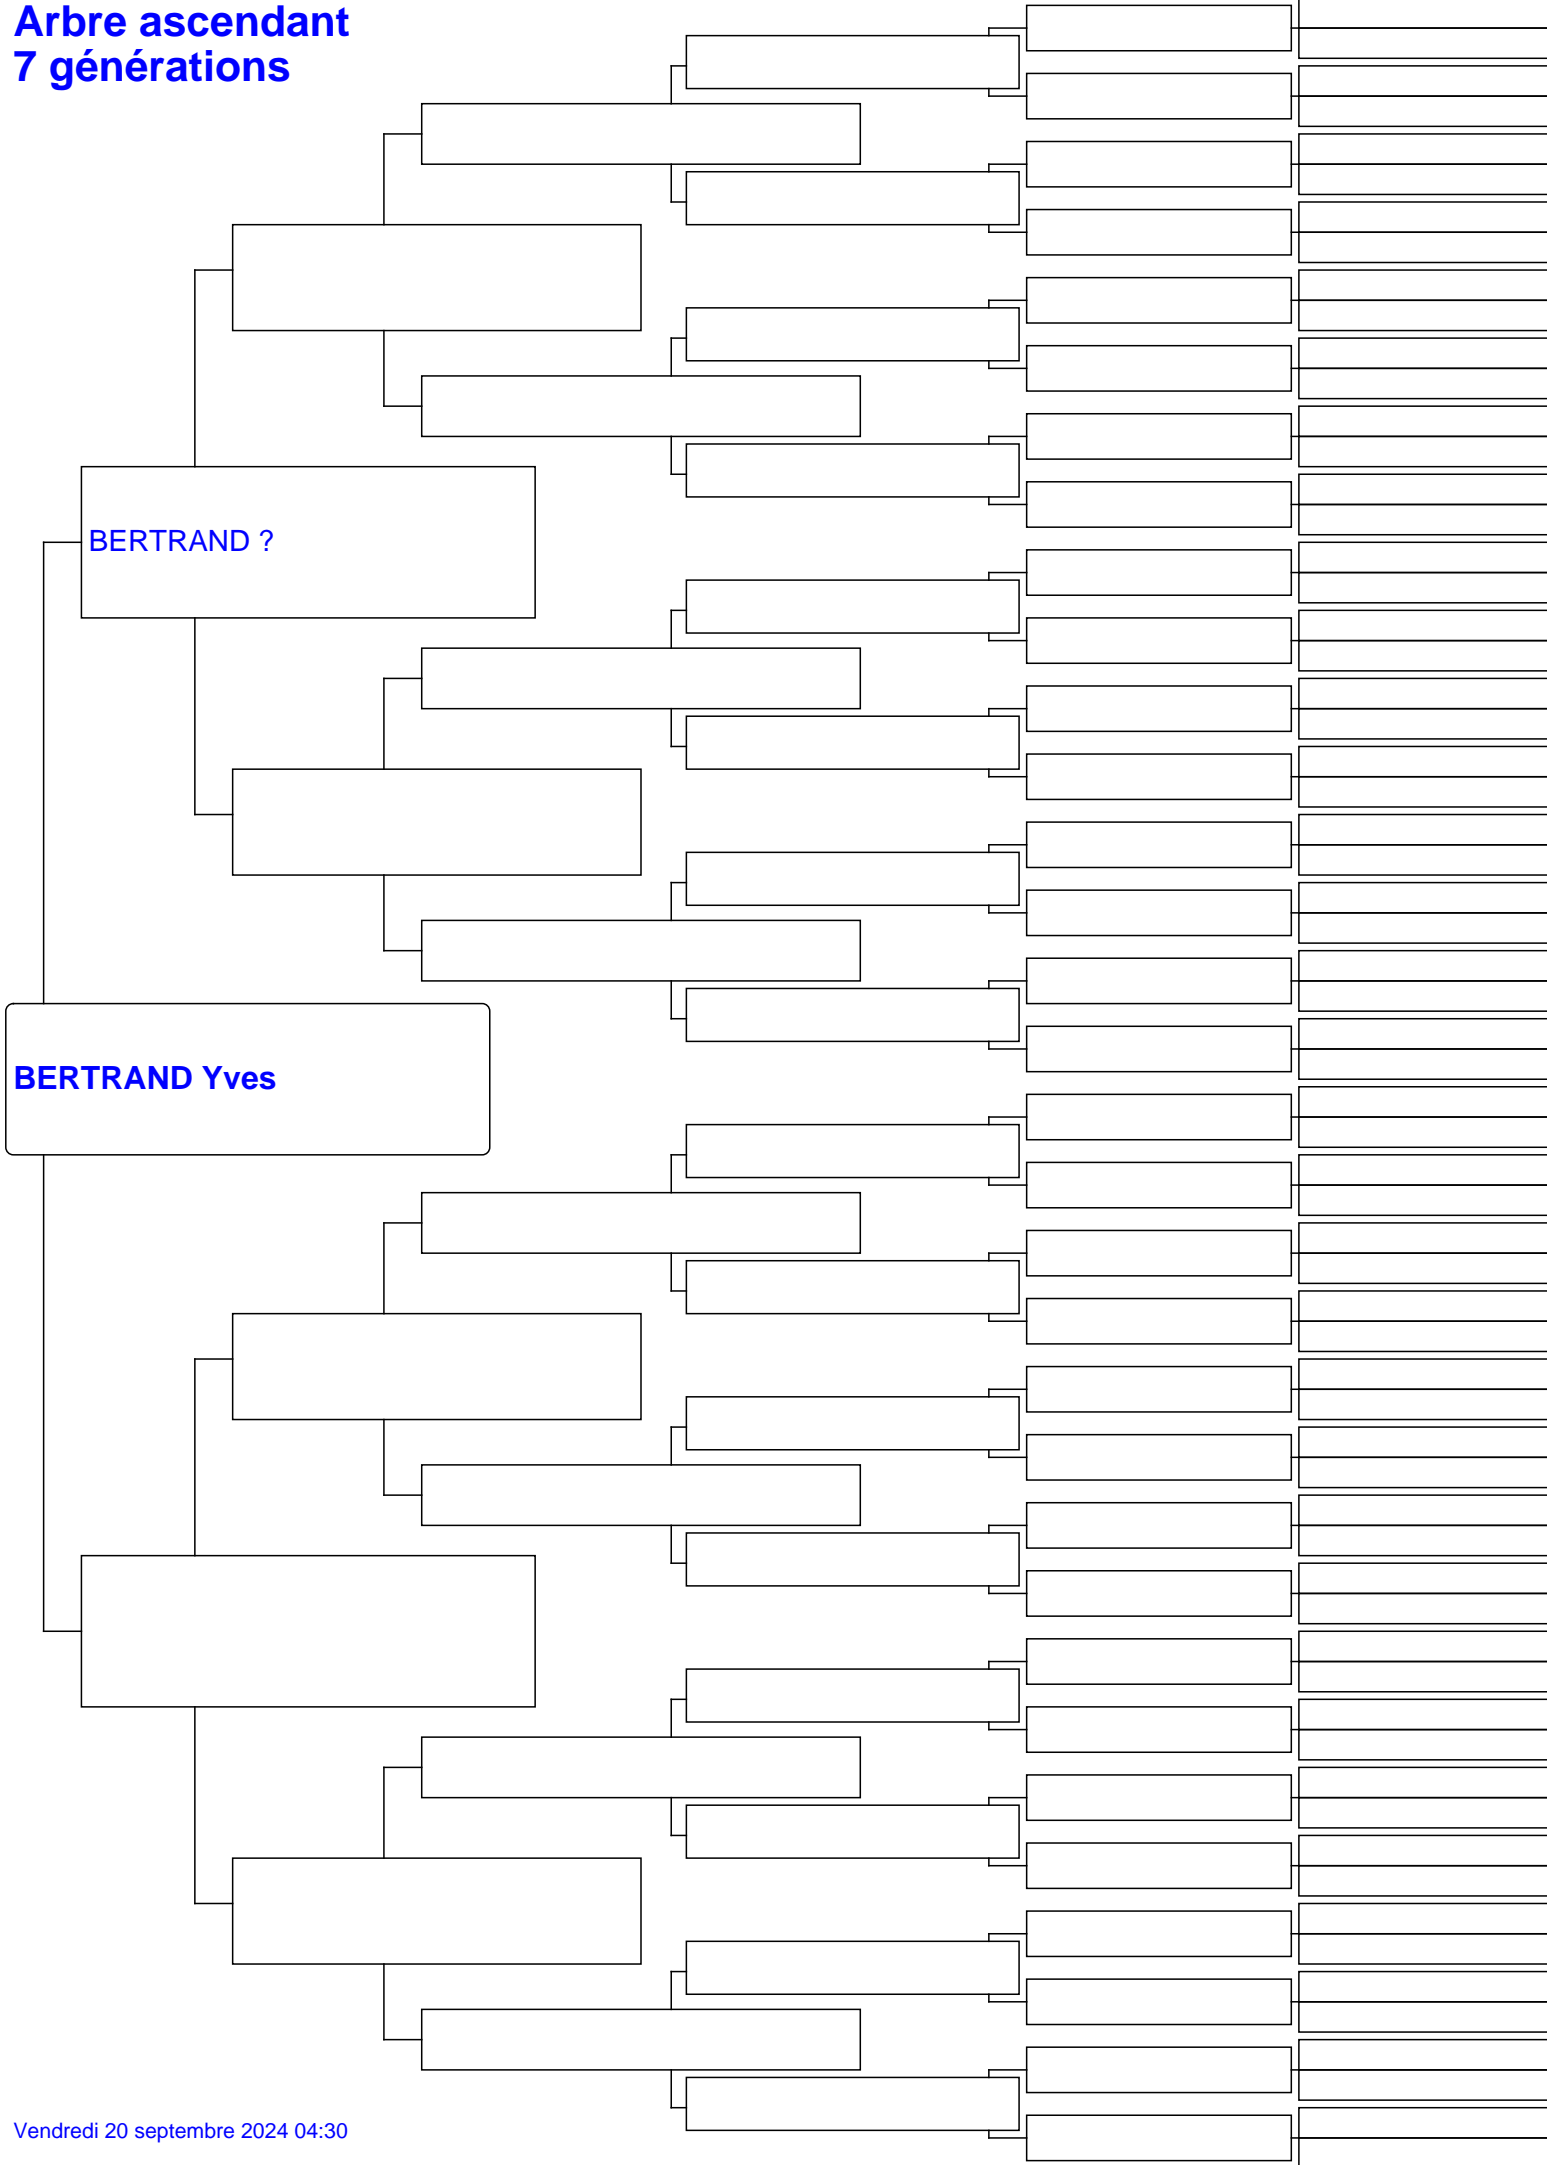 Arbre ascendant
7 générations
BERTRAND ?
BERTRAND Yves
Vendredi 20 septembre 2024 04:30